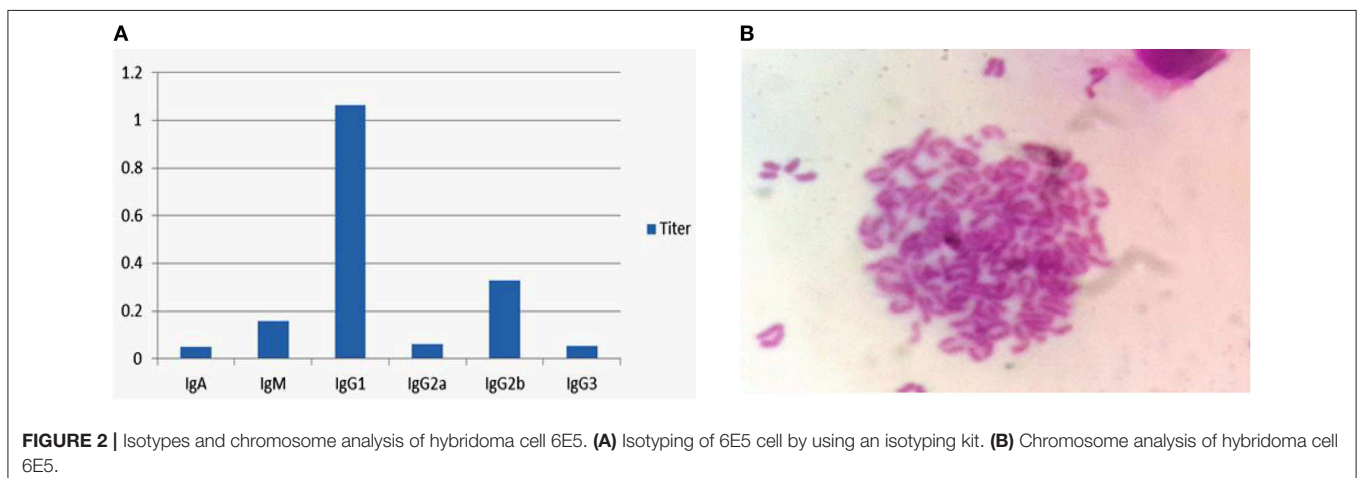 A
B
1.2
1
0.8
0.6
0.4
0.2
0
IgA IgM IgG1 IgG2a IgG2b IgG3
Titer
FIGURE 2 | Isotypes and chromosome analysis of hybridoma cell 6E5. (A) Isotyping of 6E5 cell by using an isotyping kit. (B) Chromosome analysis of hybridoma cell
6E5.